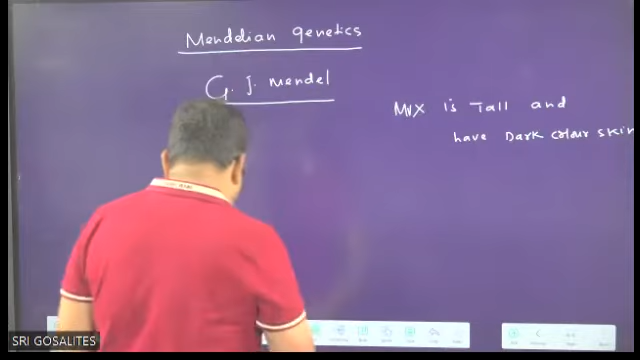 Mendelian genetics
G. J. Mendel
Mr X is Tall and
have Dark colour skin
SRI GOSALITES